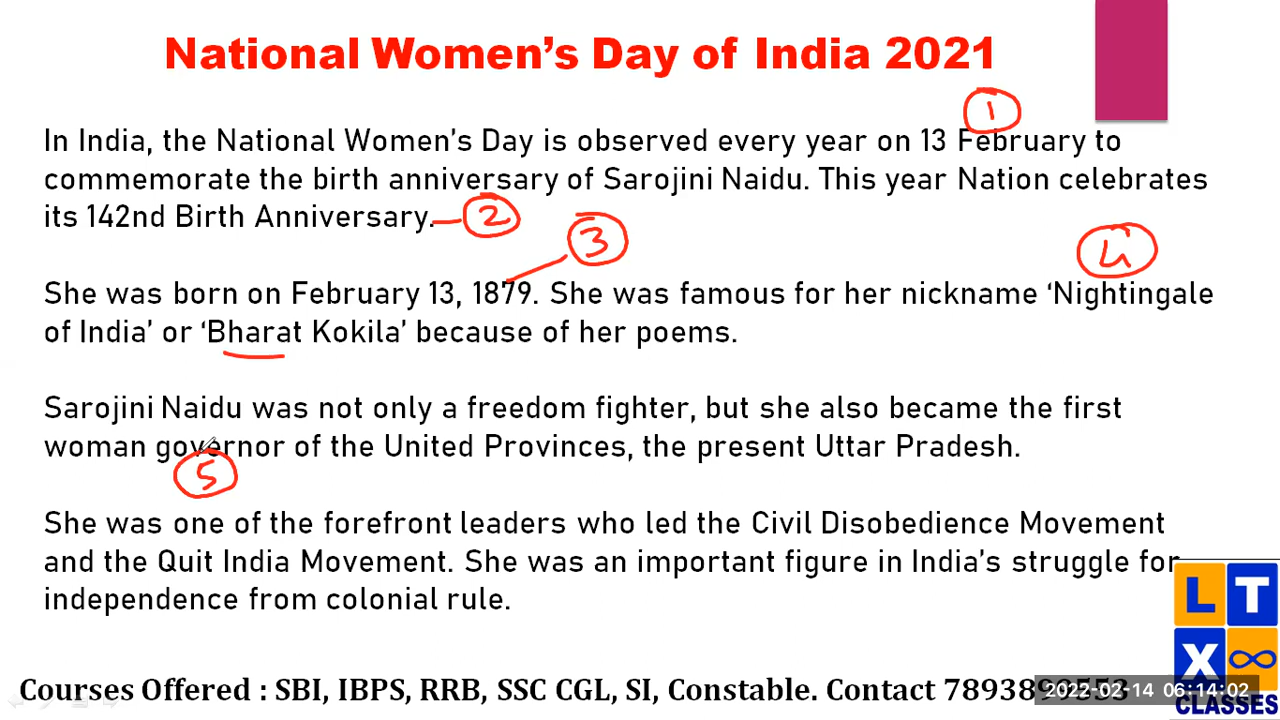 National Women's Day of India 2021
1
In India, the National Women's Day is observed every year on 13 February to
commemorate the birth anniversary of Sarojini Naidu. This year Nation celebrates
its 142nd Birth Anniversary.
2
3
4
She was born on February 13, 1879. She was famous for her nickname 'Nightingale
of India' or 'Bharat Kokila' because of her poems.
Sarojini Naidu was not only a freedom fighter, but she also became the first
woman governor of the United Provinces, the present Uttar Pradesh.
5
She was one of the forefront leaders who led the Civil Disobedience Movement
and the Quit India Movement. She was an important figure in India's struggle for
independence from colonial rule.
L T
X ∞
CLASSES
Courses Offered : SBI, IBPS, RRB, SSC CGL, SI, Constable. Contact
2022-02-14 06:14:02